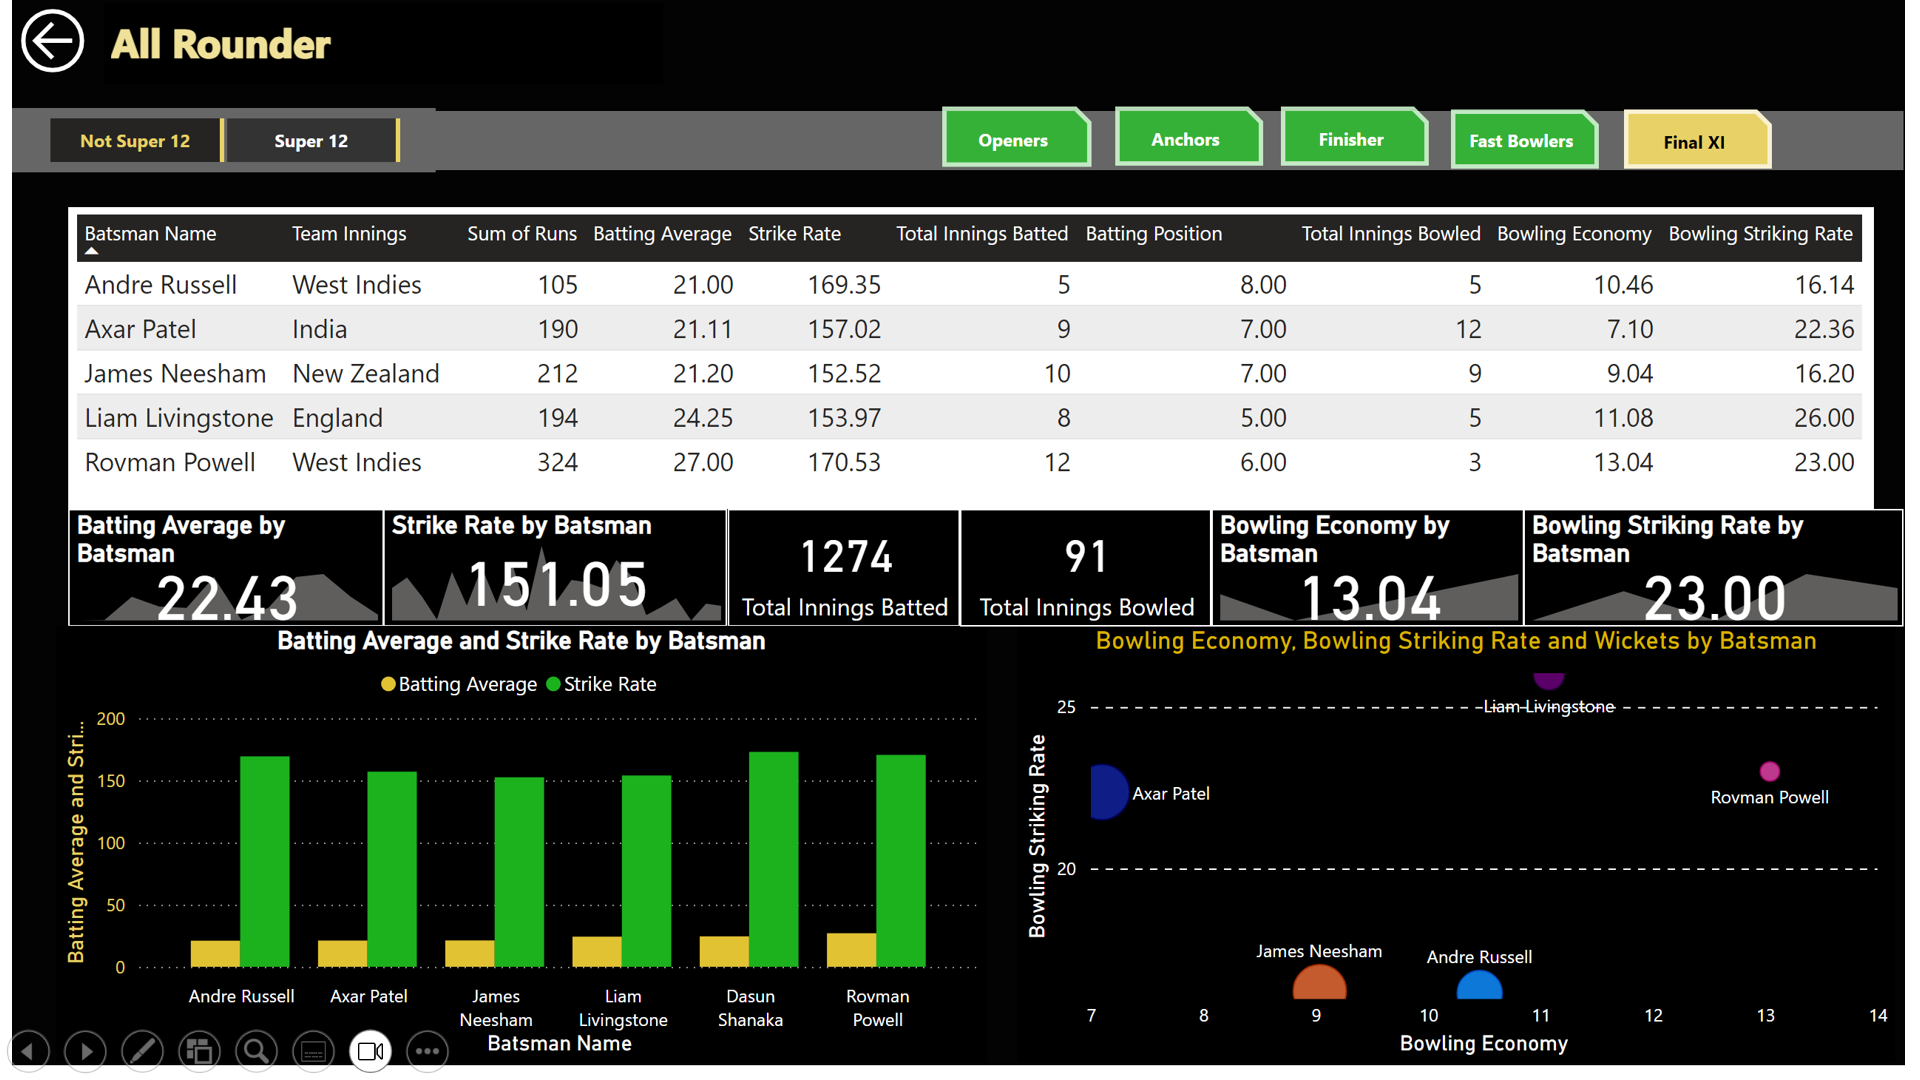 All Rounder
Not Super 12
Super 12
Openers
Anchors
Finisher
Fast Bowlers
Final XI
Batsman Name Team Innings Sum of Runs Batting Average Strike Rate Total Innings Batted Batting Position Total Innings Bowled Bowling Economy Bowling Striking Rate
Andre Russell West Indies 105 21.00 169.35 5 8.00 5 10.46 16.14
Axar Patel India 190 21.11 157.02 9 7.00 12 7.10 22.36
James Neesham New Zealand 212 21.20 152.52 10 7.00 9 9.04 16.20
Liam Livingstone England 194 24.25 153.97 8 5.00 5 11.08 26.00
Rovman Powell West Indies 324 27.00 170.53 12 6.00 3 13.04 23.00
Batting Average by
Batsman
22.43
Strike Rate by Batsman
151.05
1274
Total Innings Batted
91
Total Innings Bowled
Bowling Economy by
Batsman
13.04
Bowling Striking Rate by
Batsman
23.00
Batting Average and Strike Rate by Batsman
Batting Average Strike Rate
Batting Average and Stri...
200
150
100
50
0
Andre Russell
Axar Patel
James
Neesham
Liam
Livingstone
Dasun
Shanaka
Rovman
Powell
Batsman Name
Bowling Economy, Bowling Striking Rate and Wickets by Batsman
Bowling Striking Rate
25
20
Liam Livingstone
Axar Patel
Rovman Powell
James Neesham
Andre Russell
7 8 9 10 11 12 13 14
Bowling Economy